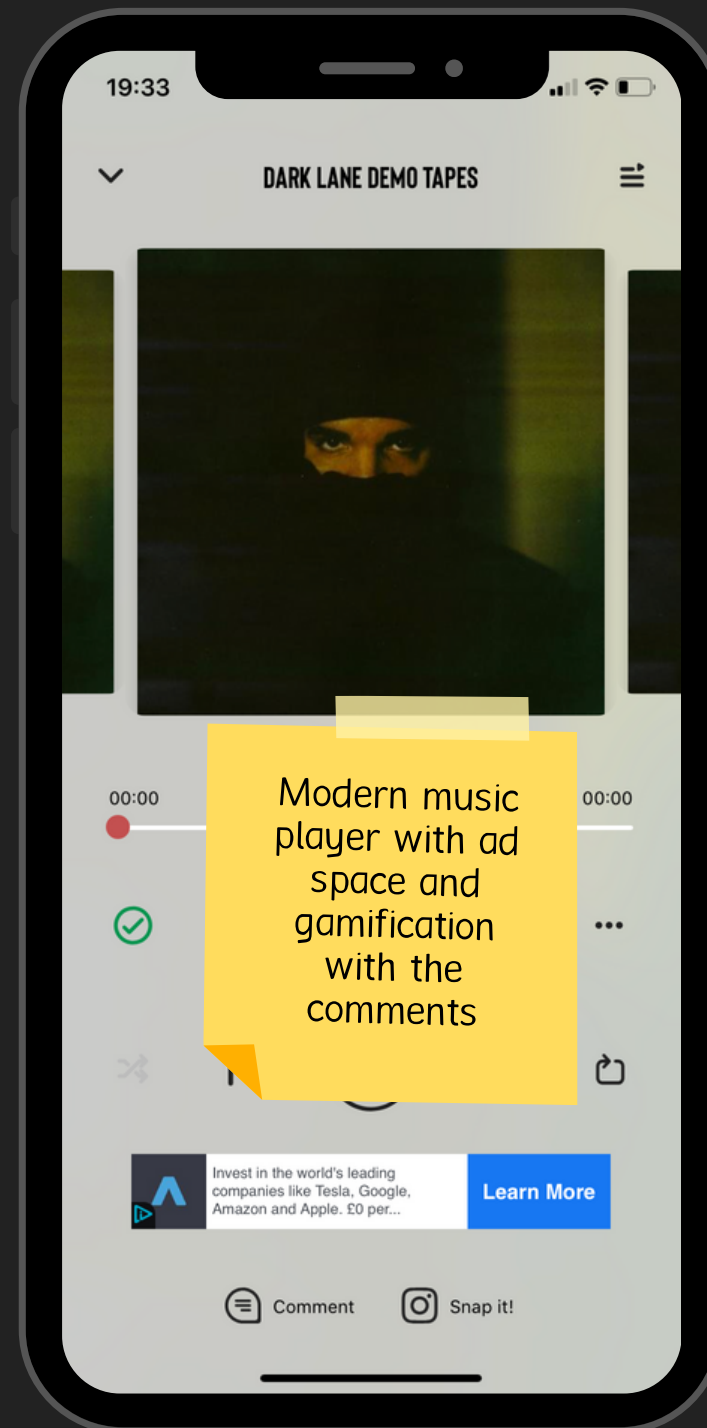 19:33
DARK LANE DEMO TAPES
00:00
00:00
Modern music
player with ad
space and
gamification
with the
comments
Invest in the world's leading
companies like Tesla, Google,
Amazon and Apple. £0 per...
Learn More
Comment
Snap it!